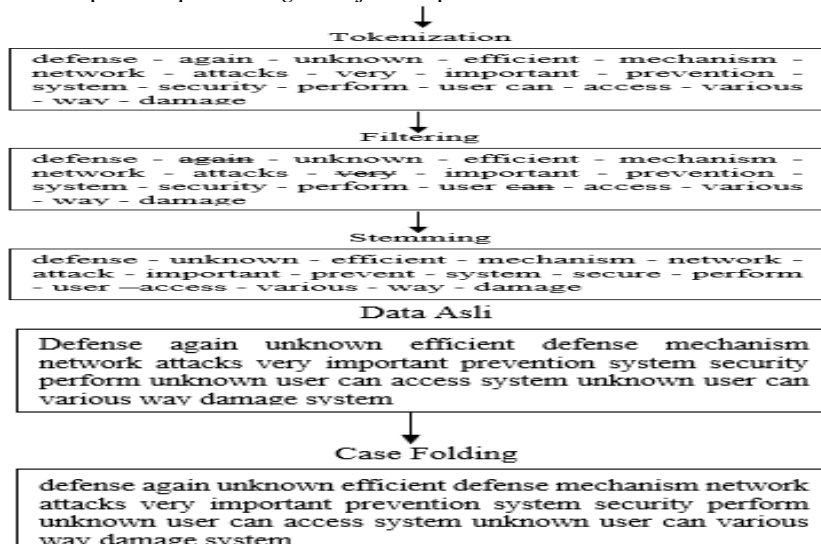 Tokenization
defense - again - unknown - efficient - mechanism -
network - attacks - very - important - prevention -
system - security - perform - user can - access - various
- way - damage
Filtering
defense - again - unknown - efficient - mechanism -
network - attacks - very - important - prevention -
system - security - perform - user can - access - various
- way - damage
Stemming
defense - unknown - efficient - mechanism - network -
attack - important - prevent - system - secure - perform
- user –access - various - way - damage
Data Asli
Defense again unknown efficient defense mechanism
network attacks very important prevention system security
perform unknown user can access system unknown user can
various way damage system
Case Folding
defense again unknown efficient defense mechanism network
attacks very important prevention system security perform
unknown user can access system unknown user can various
way damage system